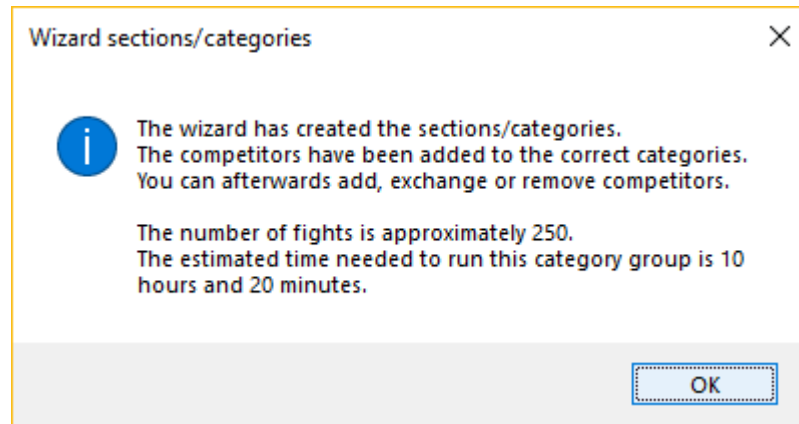 Wizard sections/categories
The wizard has created the sections/categories.
The competitors have been added to the correct categories.
You can afterwards add, exchange or remove competitors.
The number of fights is approximately 250.
The estimated time needed to run this category group is 10
hours and 20 minutes.
OK